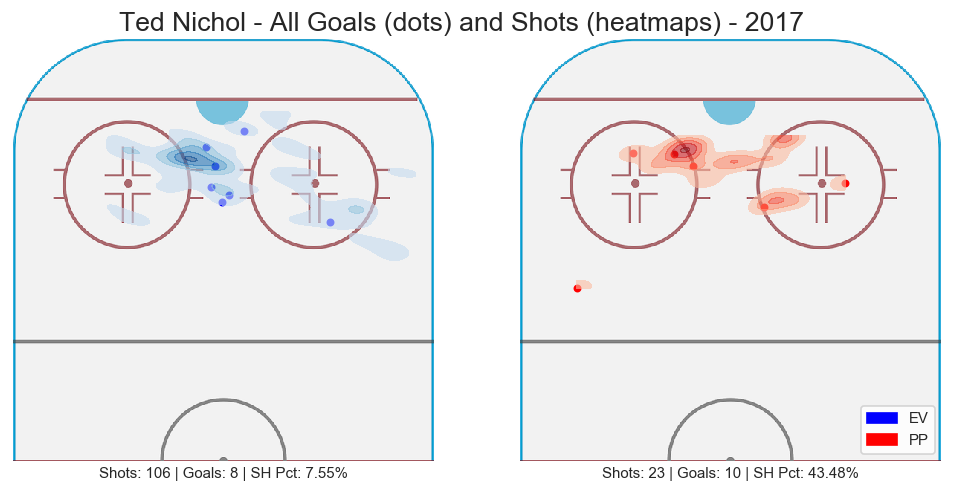 Ted Nichol - All Goals (dots) and Shots (heatmaps) - 2017
EV
PP
Shots: 106 | Goals: 8 | SH Pct: 7.55%
Shots: 23 | Goals: 10 | SH Pct: 43.48%